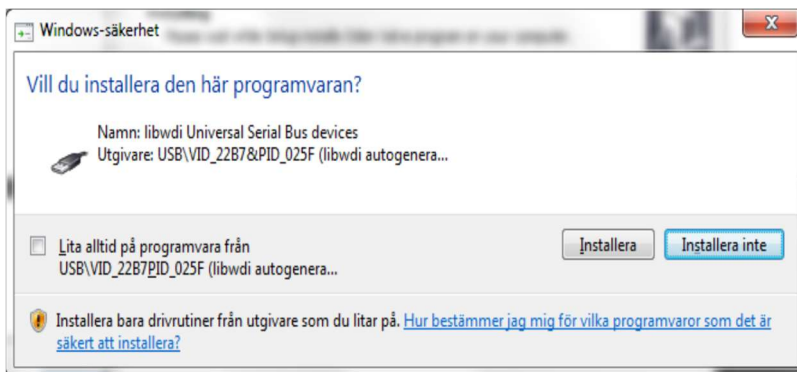 Windows-säkerhet
Vill du installera den här programvaran?
Namn: libwdi Universal Serial Bus devices
Utgivare: USB\VID_22B7&PID_025F (libwdi autogenera...
Lita alltid på programvara från
USB\VID_22B7PID_025F (libwdi autogenera...
Installera
Installera inte
Installera bara drivrutiner från utgivare som du litar på. Hur bestämmer jag mig för vilka programvaror som det är
säkert att installera?